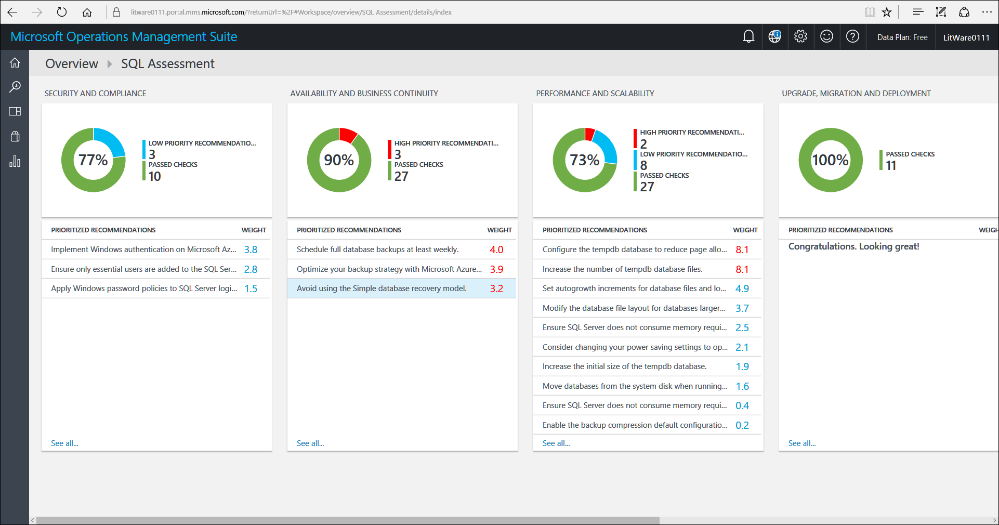 litware0111.portal.mms.microsoft.com/?returnUrl=%2F#Workspace/overview/SQL Assessment/details/index
Microsoft Operations Management Suite
Data Plan: Free
LitWare0111
Overview
SQL Assessment
SECURITY AND COMPLIANCE
77%
LOW PRIORITY RECOMMENDATIO...
3
PASSED CHECKS
10
PRIORITIZED RECOMMENDATIONS WEIGHT
Implement Windows authentication on Microsoft Az... 3.8
Ensure only essential users are added to the SQL Ser... 2.8
Apply Windows password policies to SQL Server logi... 1.5
See all...
AVAILABILITY AND BUSINESS CONTINUITY
90%
HIGH PRIORITY RECOMMENDATI...
3
PASSED CHECKS
27
PRIORITIZED RECOMMENDATIONS WEIGHT
Schedule full database backups at least weekly. 4.0
Optimize your backup strategy with Microsoft Azure... 3.9
Avoid using the Simple database recovery model. 3.2
See all...
PERFORMANCE AND SCALABILITY
73%
HIGH PRIORITY RECOMMENDATI...
2
LOW PRIORITY RECOMMENDATIO...
8
PASSED CHECKS
27
PRIORITIZED RECOMMENDATIONS WEIGHT
Configure the tempdb database to reduce page allo... 8.1
Increase the number of tempdb database files. 8.1
Set autogrowth increments for database files and lo... 4.9
Modify the database file layout for databases larger... 3.7
Ensure SQL Server does not consume memory requi... 2.5
Consider changing your power saving settings to op... 2.1
Increase the initial size of the tempdb database. 1.9
Move databases from the system disk when running... 1.6
Ensure SQL Server does not consume memory requi... 0.4
Enable the backup compression default configuratio... 0.2
See all...
UPGRADE, MIGRATION AND DEPLOYMENT
100%
PASSED CHECKS
11
PRIORITIZED RECOMMENDATIONS WEIGH
Congratulations. Looking great!
See all...